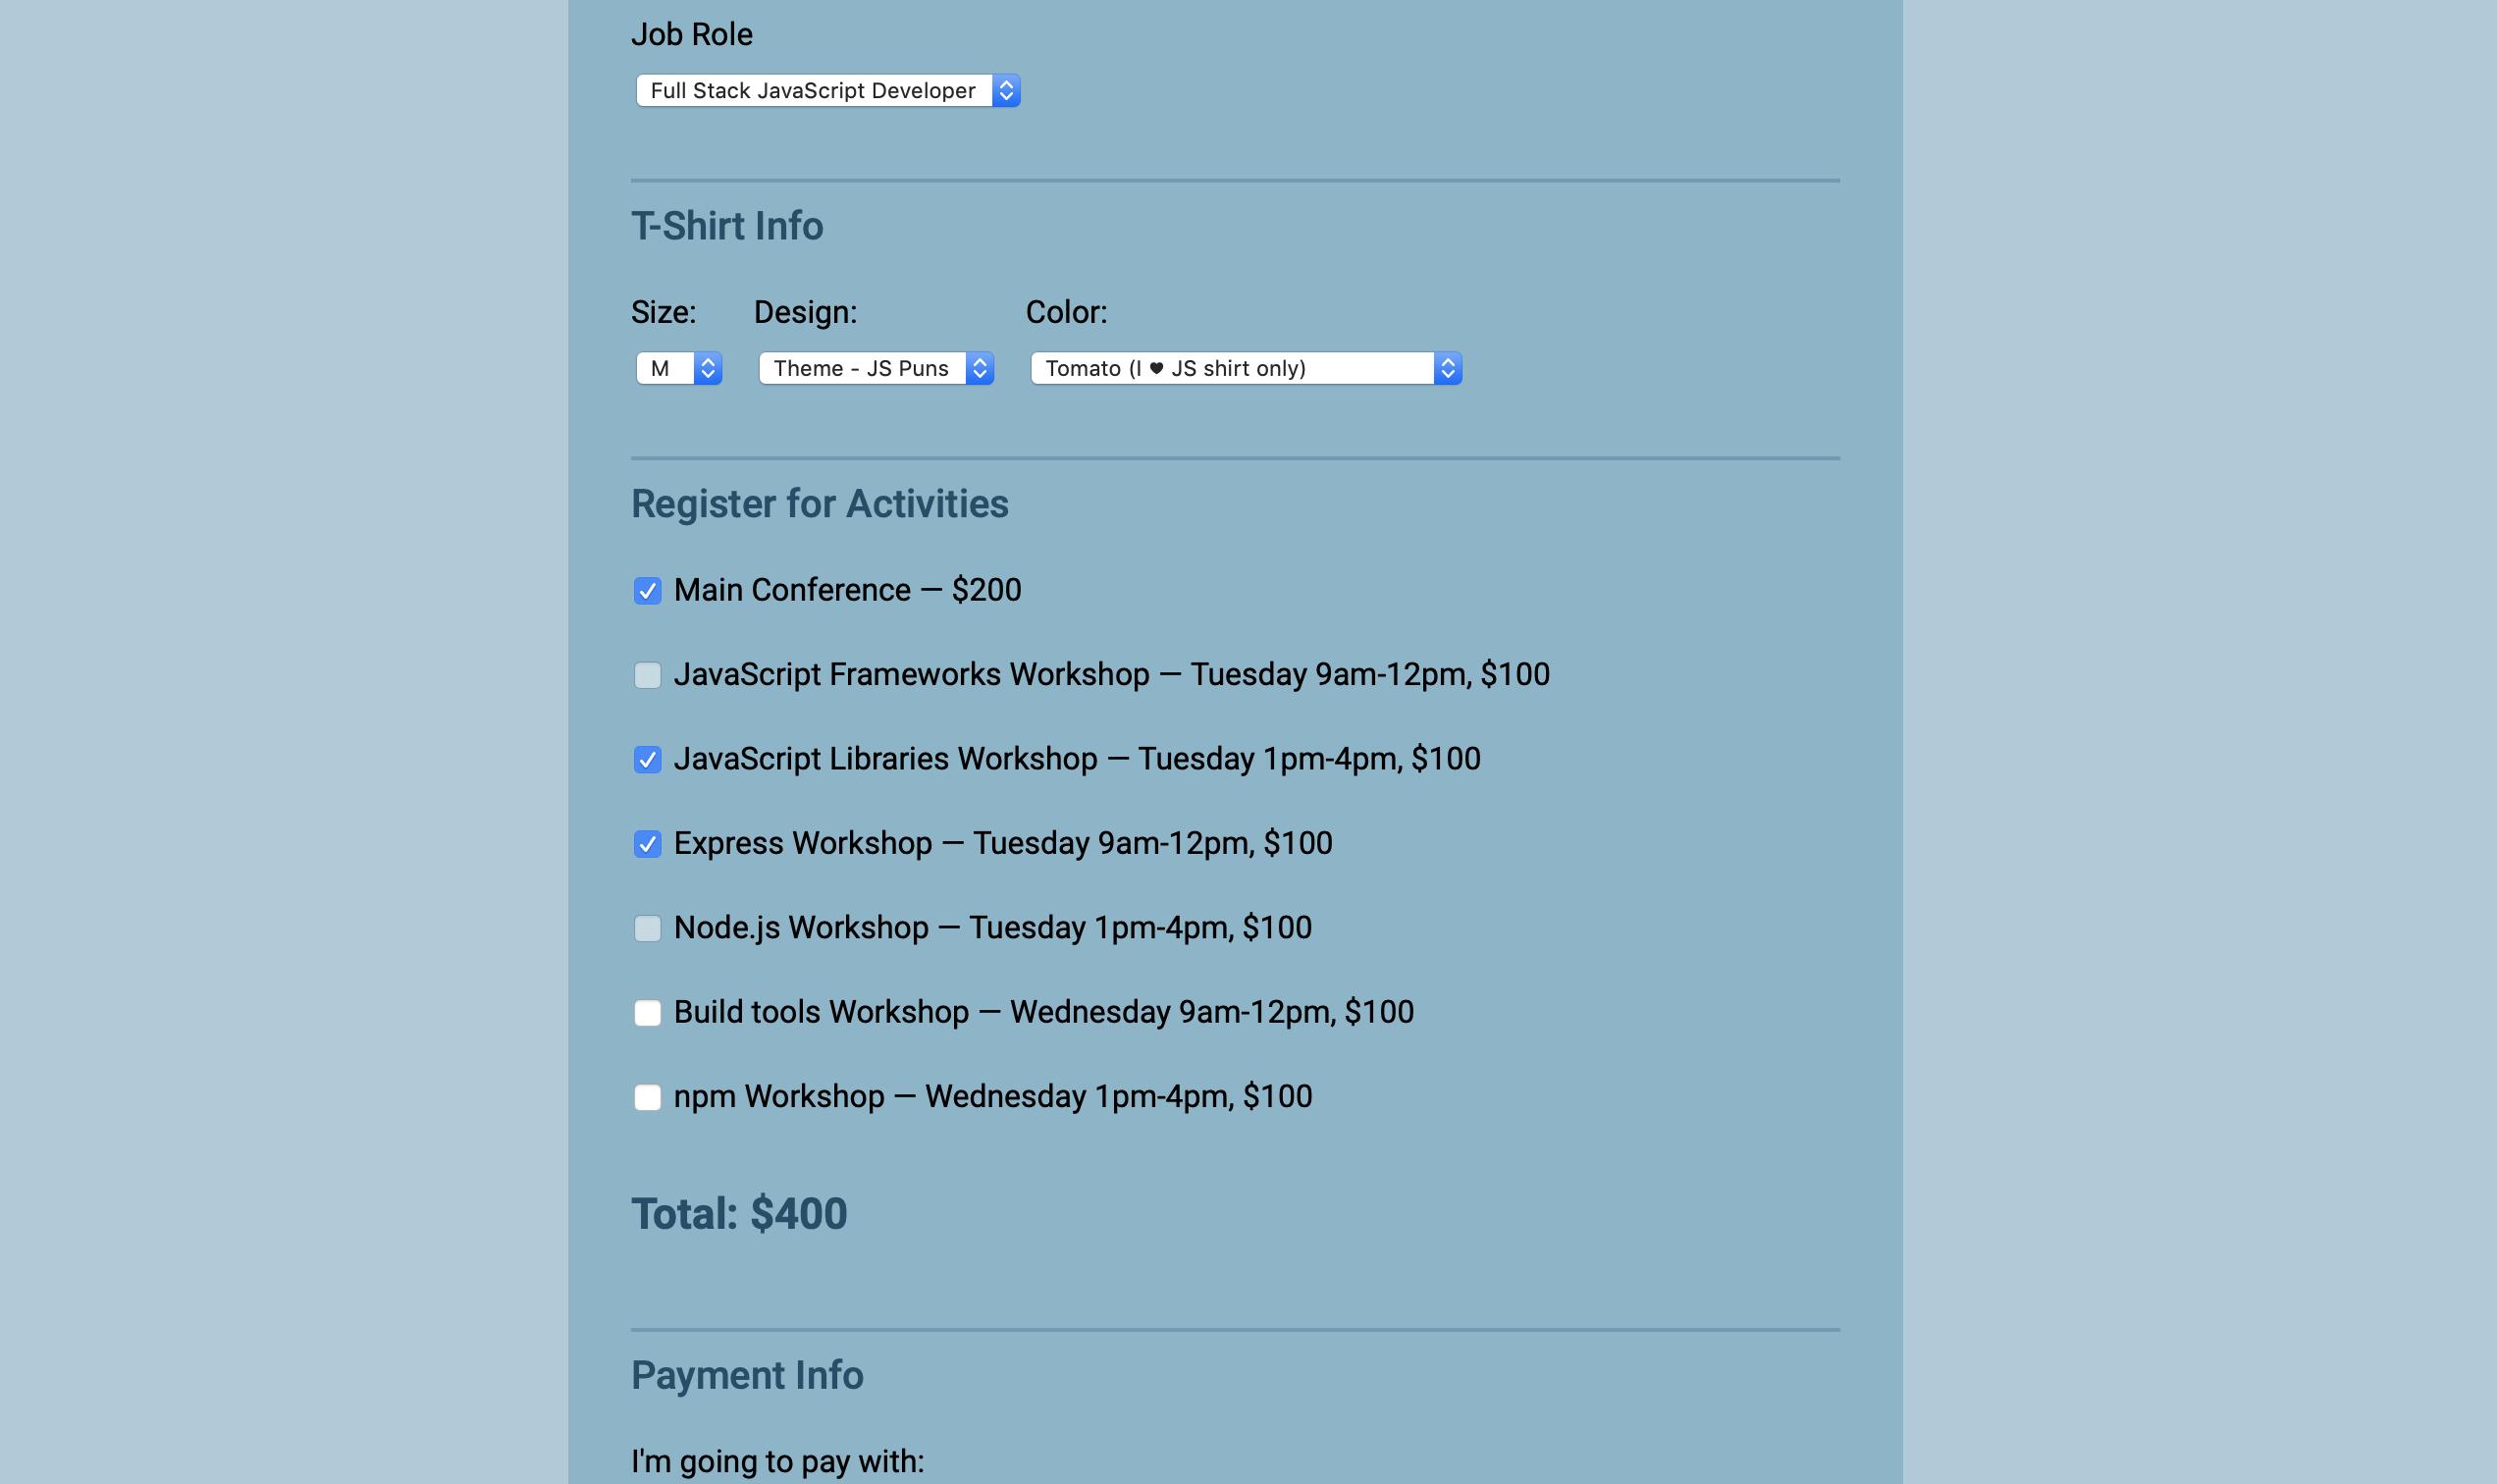 Job Role
Full Stack JavaScript Developer
T-Shirt Info
Size: Design: Color:
M Theme - JS Puns Tomato (I ♥ JS shirt only)
Register for Activities
Main Conference — $200
JavaScript Frameworks Workshop — Tuesday 9am-12pm, $100
JavaScript Libraries Workshop — Tuesday 1pm-4pm, $100
Express Workshop — Tuesday 9am-12pm, $100
Node.js Workshop — Tuesday 1pm-4pm, $100
Build tools Workshop — Wednesday 9am-12pm, $100
npm Workshop — Wednesday 1pm-4pm, $100
Total: $400
Payment Info
I'm going to pay with: